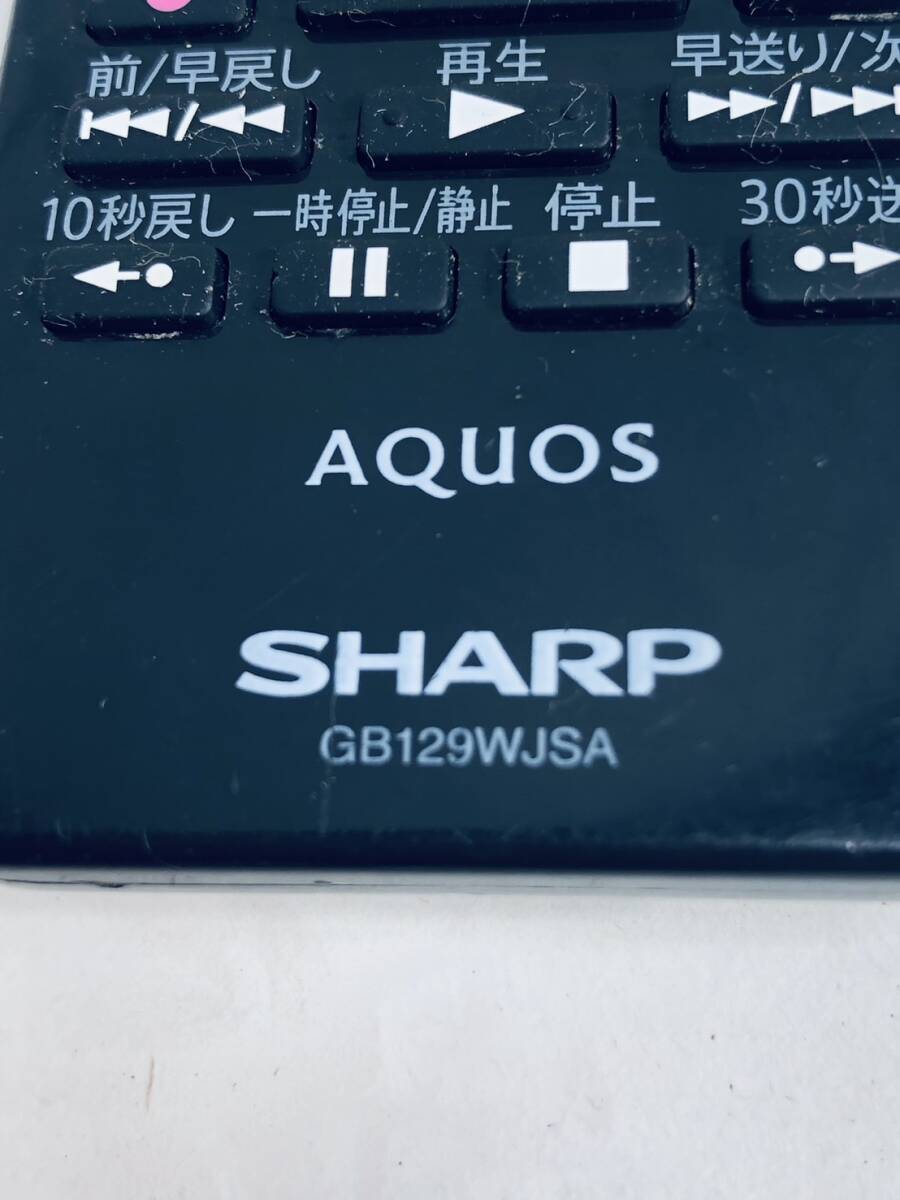 前/早戻し 再生 早送り/次
10秒戻し 一時停止/静止 停止 30秒送
AQUOS
SHARP
GB129WJSA